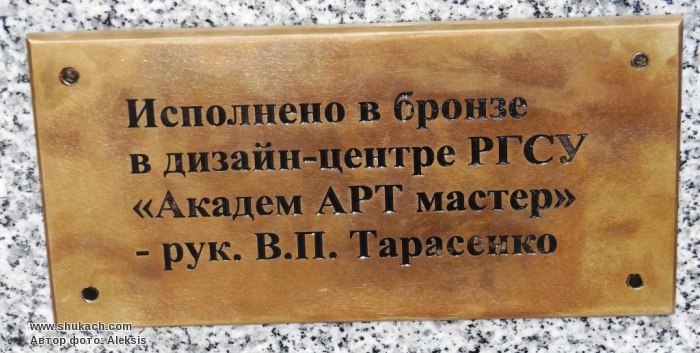 Исполнено в бронзе
в дизайн-центре РГСУ
«Академ АРТ мастер»
- рук. В.П. Тарасенко
www.shukach.com
Автор фото: Aleksis